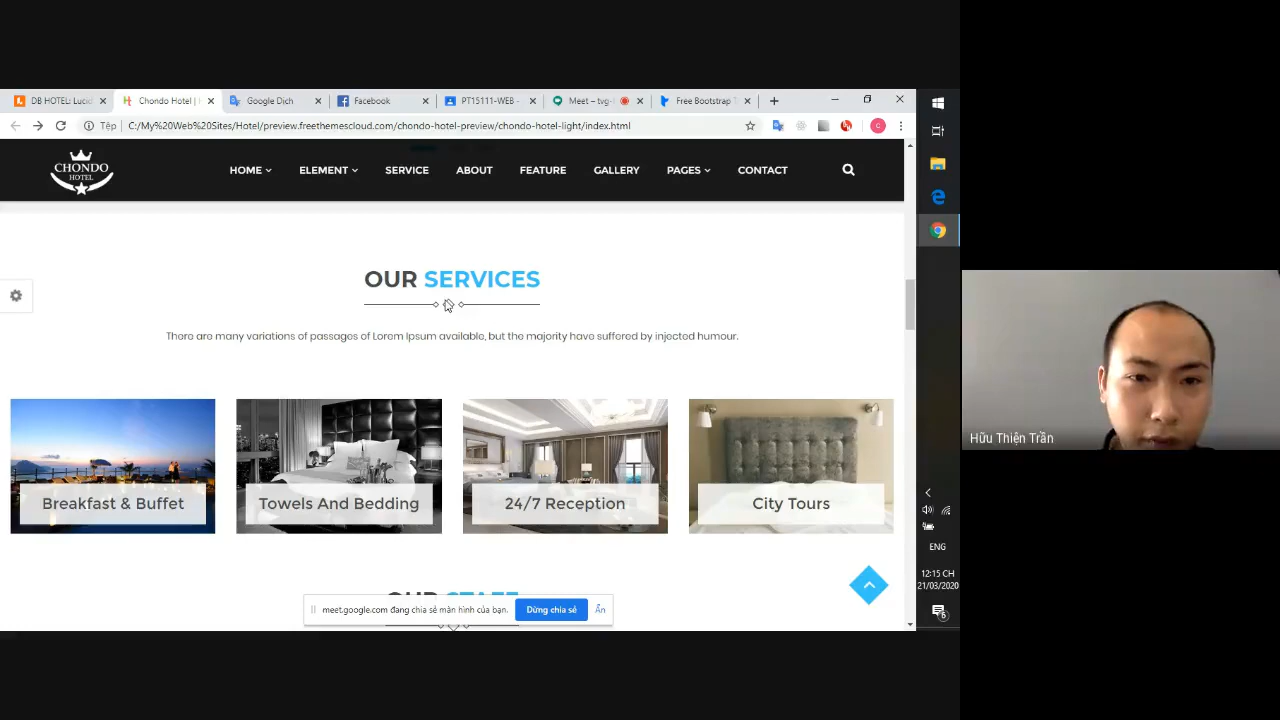 DB HOTEL: Lucid
Chondo Hotel |
Google Dịch
Facebook
PT15111-WEB -
Meet – tvg-
Free Bootstrap
Tệp
C:/My%20Web%20Sites/Hotel/preview.freethemescloud.com/chondo-hotel-preview/chondo-hotel-light/index.html
CHONDO
HOTEL
HOME ELEMENT SERVICE ABOUT FEATURE GALLERY PAGES CONTACT
OUR SERVICES
There are many variations of passages of Lorem Ipsum available, but the majority have suffered by injected humour.
Breakfast & Buffet
Towels And Bedding
24/7 Reception
City Tours
OUR STAFF
meet.google.com đang chia sẻ màn hình của bạn.
Dừng chia sẻ
Ẩn
ENG
12:15 CH
21/03/2020
6
Hữu Thiện Trần